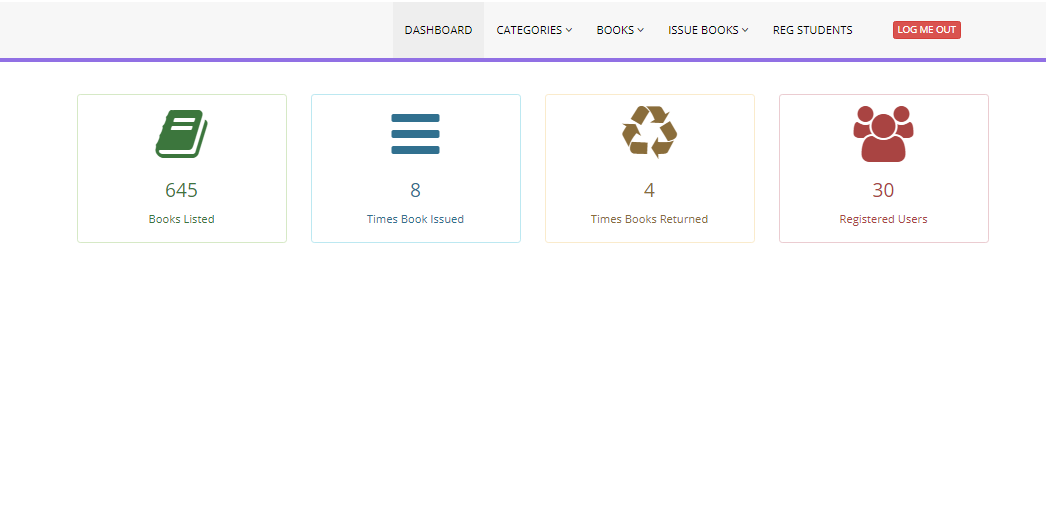 DASHBOARD CATEGORIES BOOKS ISSUE BOOKS REG STUDENTS LOG ME OUT
645 8 4 30
Books Listed Times Book Issued Times Books Returned Registered Users